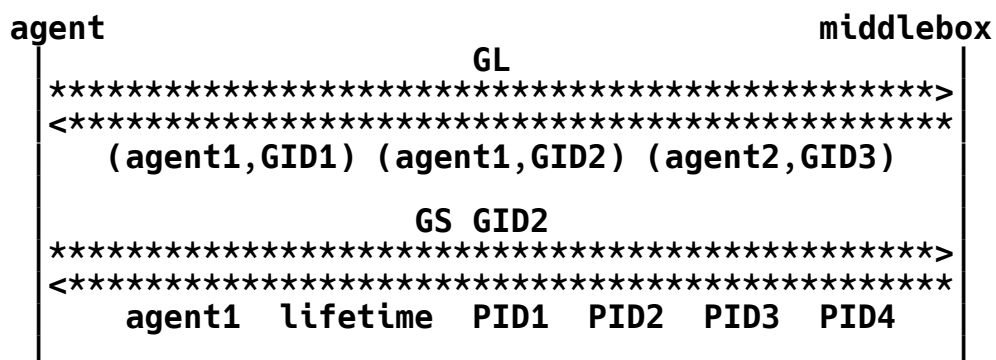 agent middlebox
GL
***********************************************>
<***********************************************
(agent1,GID1) (agent1,GID2) (agent2,GID3)
GS GID2
***********************************************>
<***********************************************
agent1 lifetime PID1 PID2 PID3 PID4